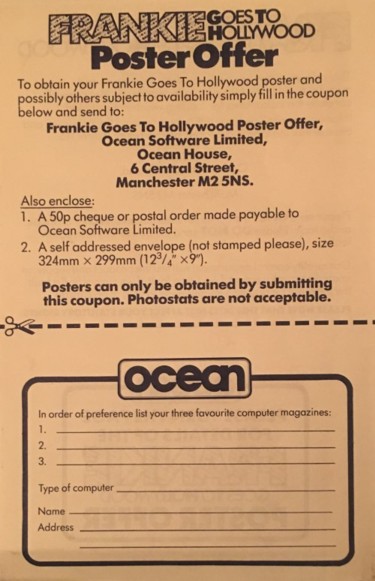 FRANKIE GOES TO HOLLYWOOD
Poster Offer
To obtain your Frankie Goes To Hollywood poster and
possibly others subject to availability simply fill in the coupon
below and send to:
Frankie Goes To Hollywood Poster Offer,
Ocean Software Limited,
Ocean House,
6 Central Street,
Manchester M2 5NS.
Also enclose:
1. A 50p cheque or postal order made payable to
Ocean Software Limited.
2. A self addressed envelope (not stamped please), size
324mm × 299mm (12³/₄" ×9").
Posters can only be obtained by submitting
this coupon. Photostats are not acceptable.
ocean
In order of preference list your three favourite computer magazines:
1.
2.
3.
Type of computer
Name
Address